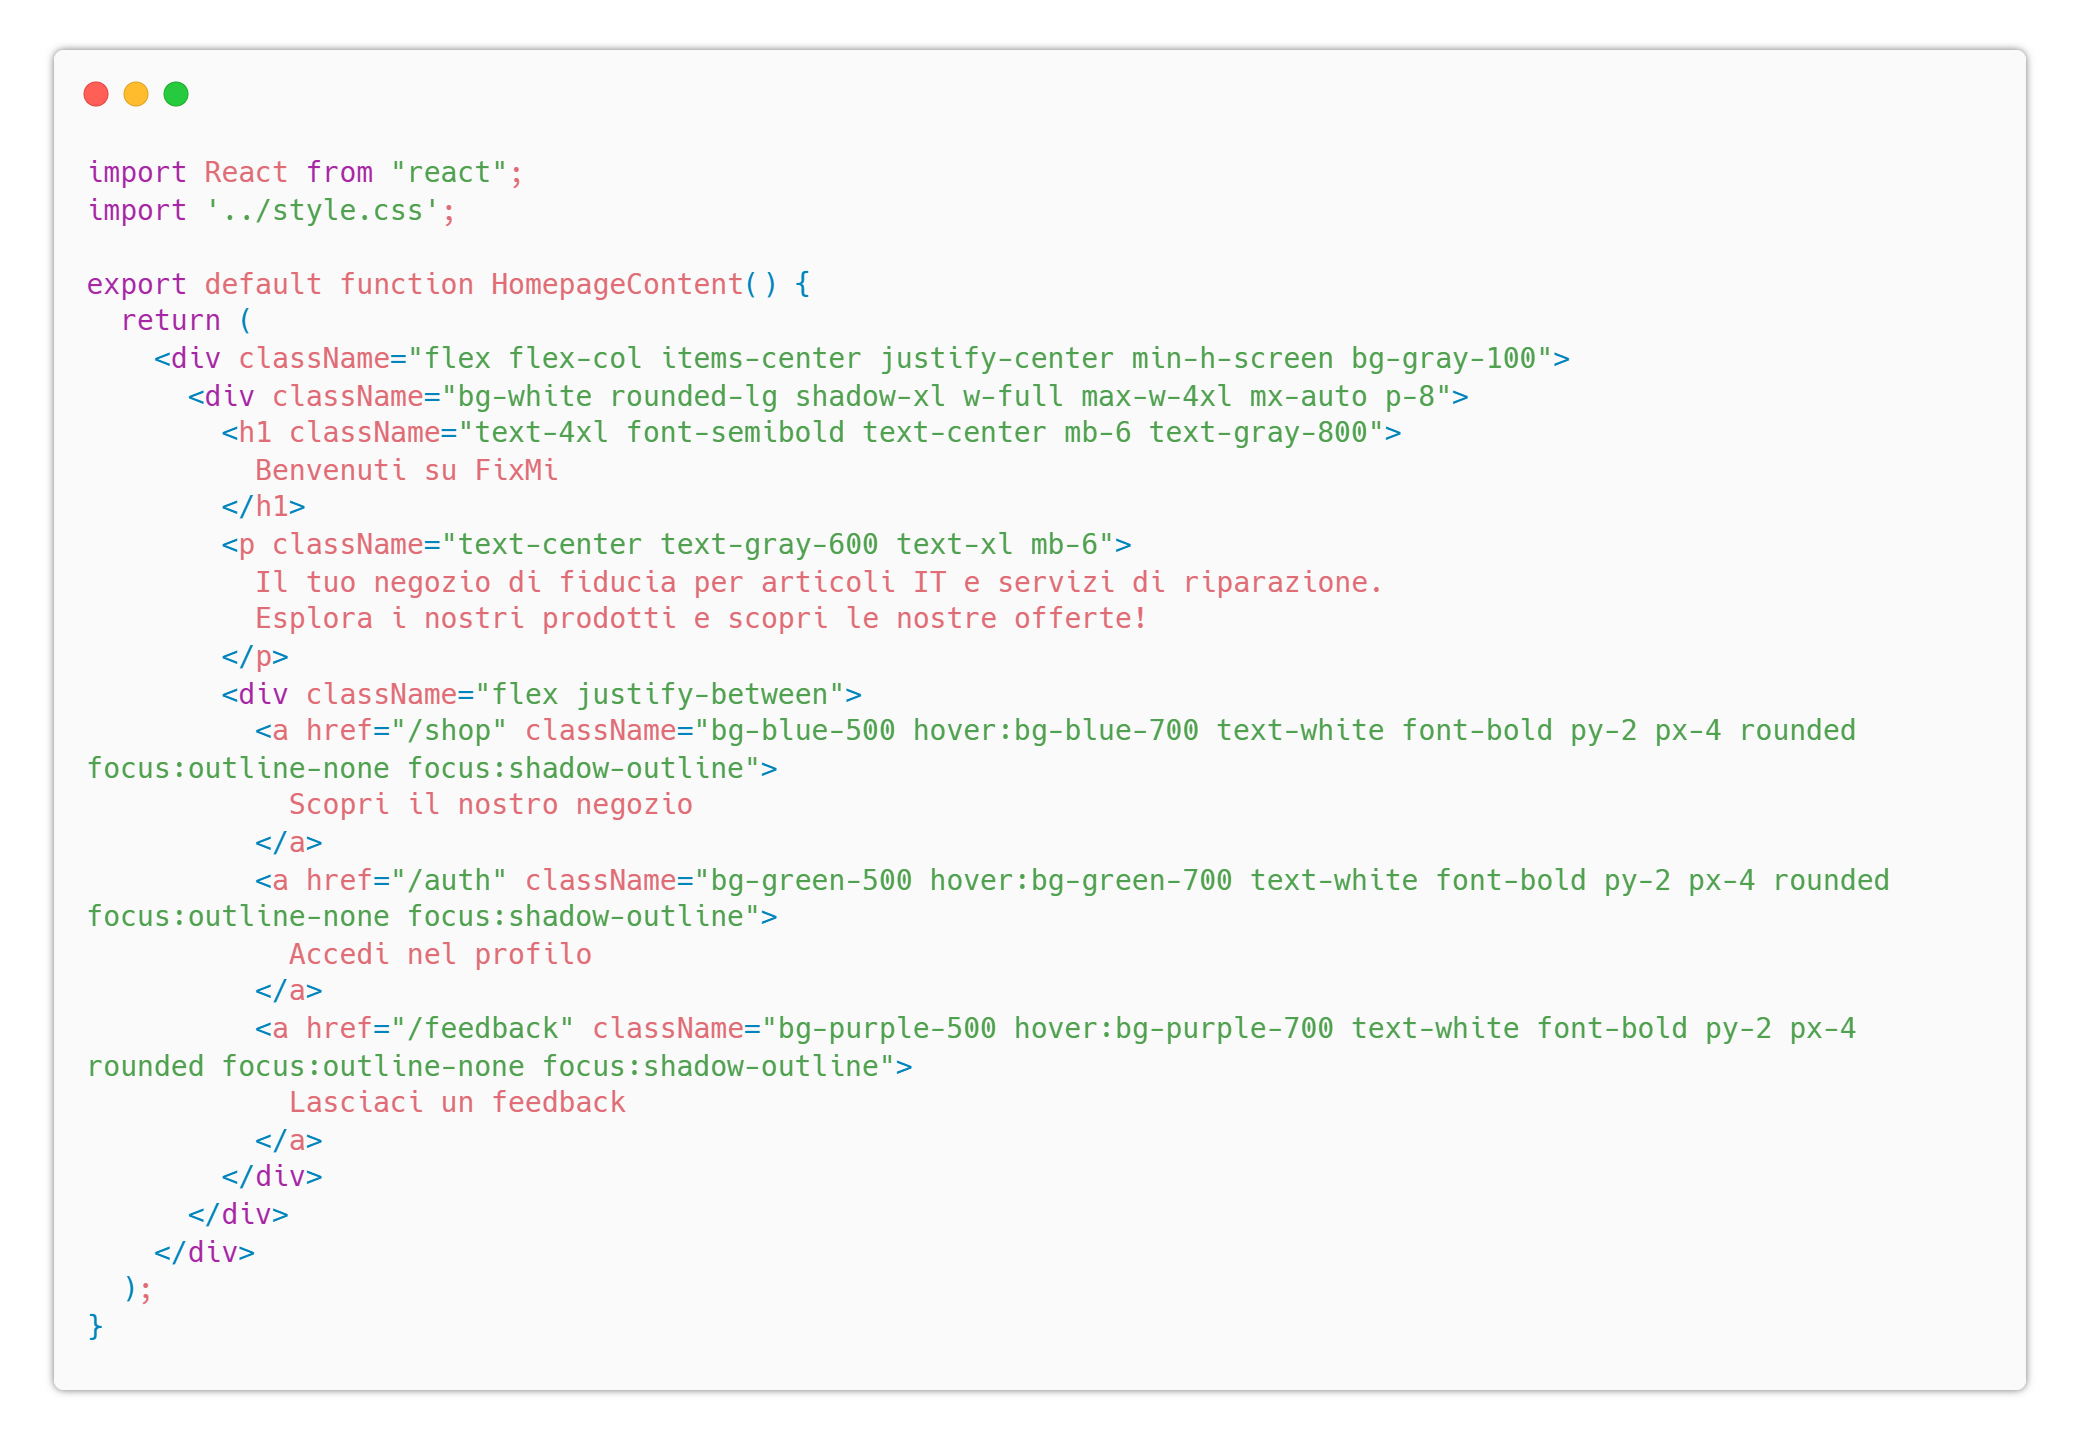 import React from "react";
import '../style.css';

export default function HomepageContent() {
  return (
    <div className="flex flex-col items-center justify-center min-h-screen bg-gray-100">
      <div className="bg-white rounded-lg shadow-xl w-full max-w-4xl mx-auto p-8">
        <h1 className="text-4xl font-semibold text-center mb-6 text-gray-800">
          Benvenuti su FixMi
        </h1>
        <p className="text-center text-gray-600 text-xl mb-6">
          Il tuo negozio di fiducia per articoli IT e servizi di riparazione.
          Esplora i nostri prodotti e scopri le nostre offerte!
        </p>
        <div className="flex justify-between">
          <a href="/shop" className="bg-blue-500 hover:bg-blue-700 text-white font-bold py-2 px-4 rounded
focus:outline-none focus:shadow-outline">
            Scopri il nostro negozio
          </a>
          <a href="/auth" className="bg-green-500 hover:bg-green-700 text-white font-bold py-2 px-4 rounded
focus:outline-none focus:shadow-outline">
            Accedi nel profilo
          </a>
          <a href="/feedback" className="bg-purple-500 hover:bg-purple-700 text-white font-bold py-2 px-4
rounded focus:outline-none focus:shadow-outline">
            Lasciaci un feedback
          </a>
        </div>
      </div>
    </div>
  );
}